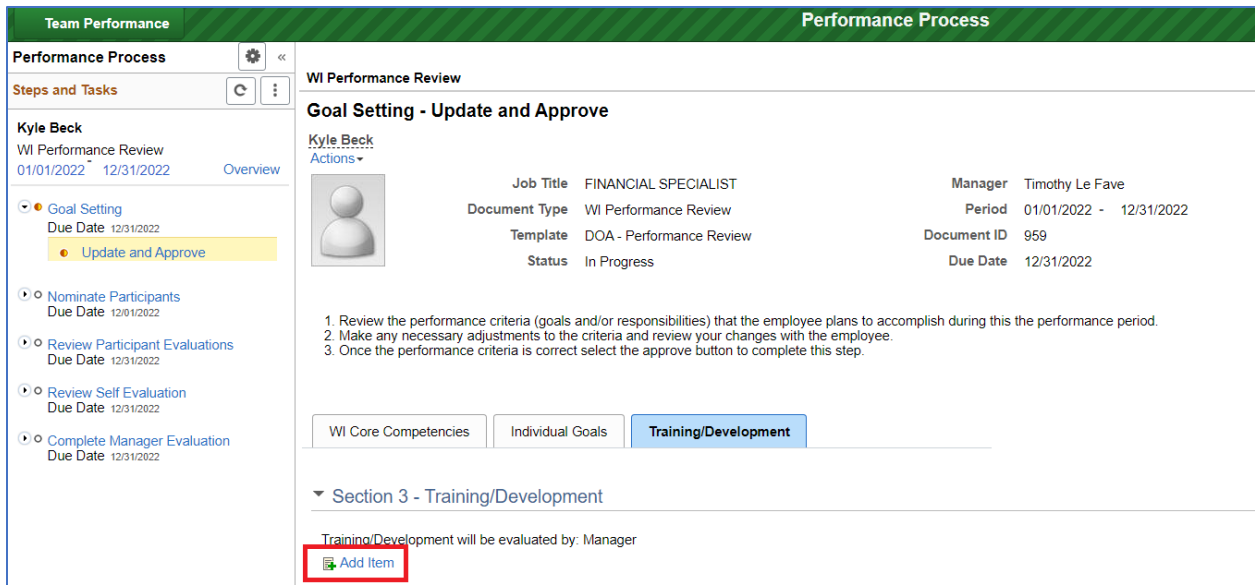 Team Performance
Performance Process
Performance Process
«
Steps and Tasks
Kyle Beck
WI Performance Review
01/01/2022 - 12/31/2022 Overview
Goal Setting
Due Date 12/31/2022
Update and Approve
Nominate Participants
Due Date 12/01/2022
Review Participant Evaluations
Due Date 12/31/2022
Review Self Evaluation
Due Date 12/31/2022
Complete Manager Evaluation
Due Date 12/31/2022
WI Performance Review
Goal Setting - Update and Approve
Kyle Beck
Actions
Job Title FINANCIAL SPECIALIST Manager Timothy Le Fave
Document Type WI Performance Review Period 01/01/2022 - 12/31/2022
Template DOA - Performance Review Document ID 959
Status In Progress Due Date 12/31/2022
1. Review the performance criteria (goals and/or responsibilities) that the employee plans to accomplish during this the performance period.
2. Make any necessary adjustments to the criteria and review your changes with the employee.
3. Once the performance criteria is correct select the approve button to complete this step.
WI Core Competencies Individual Goals Training/Development
Section 3 - Training/Development
Training/Development will be evaluated by: Manager
Add Item